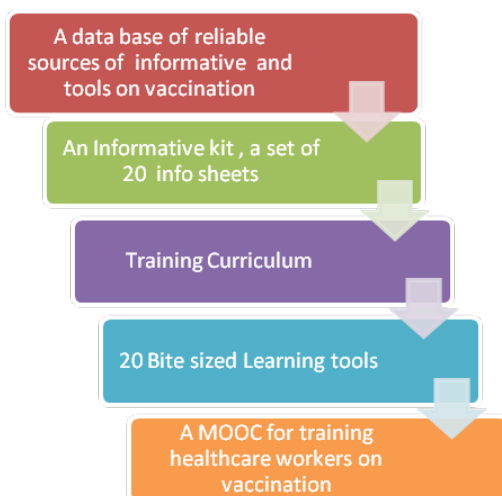 A data base of reliable
sources of  informative  and
tools on vaccination
An Informative kit , a set of
20  info sheets
Training Curriculum
20 Bite sized Learning tools
A MOOC for training
healthcare workers on
vaccination